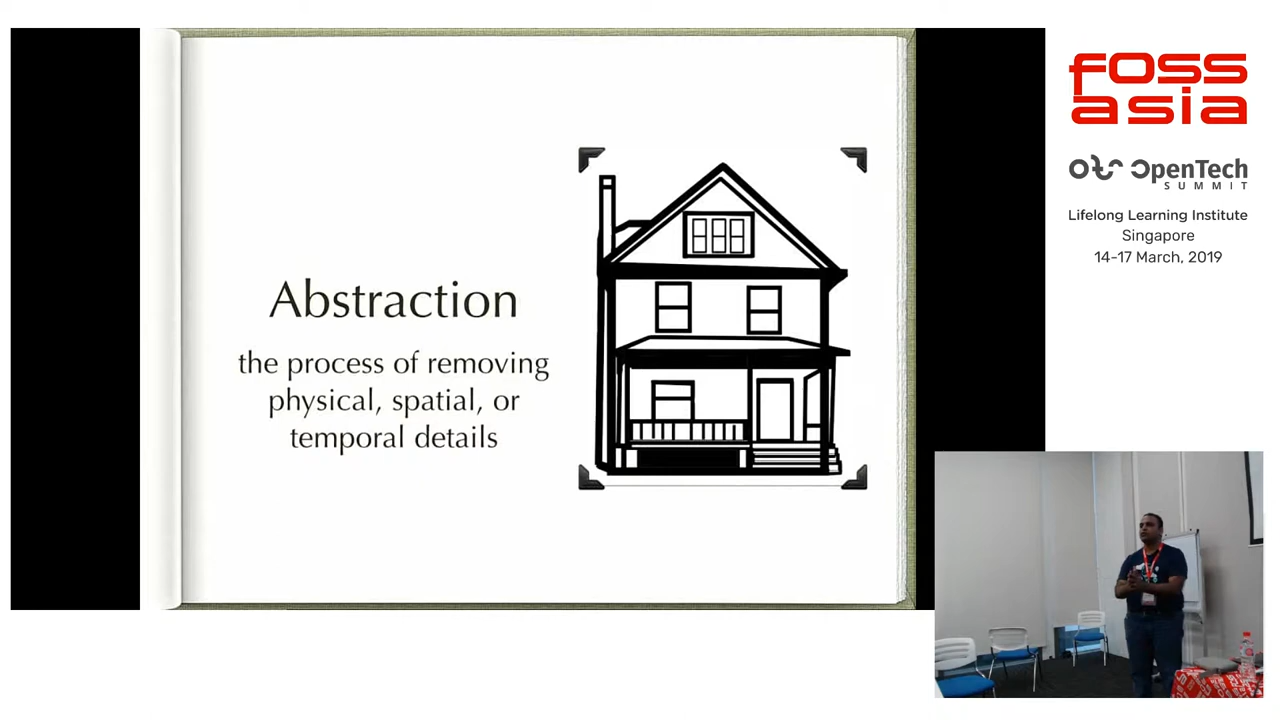 Abstraction
the process of removing
physical, spatial, or
temporal details
fOSS
asia
OpenTech
SUMMIT
Lifelong Learning Institute
Singapore
14-17 March, 2019